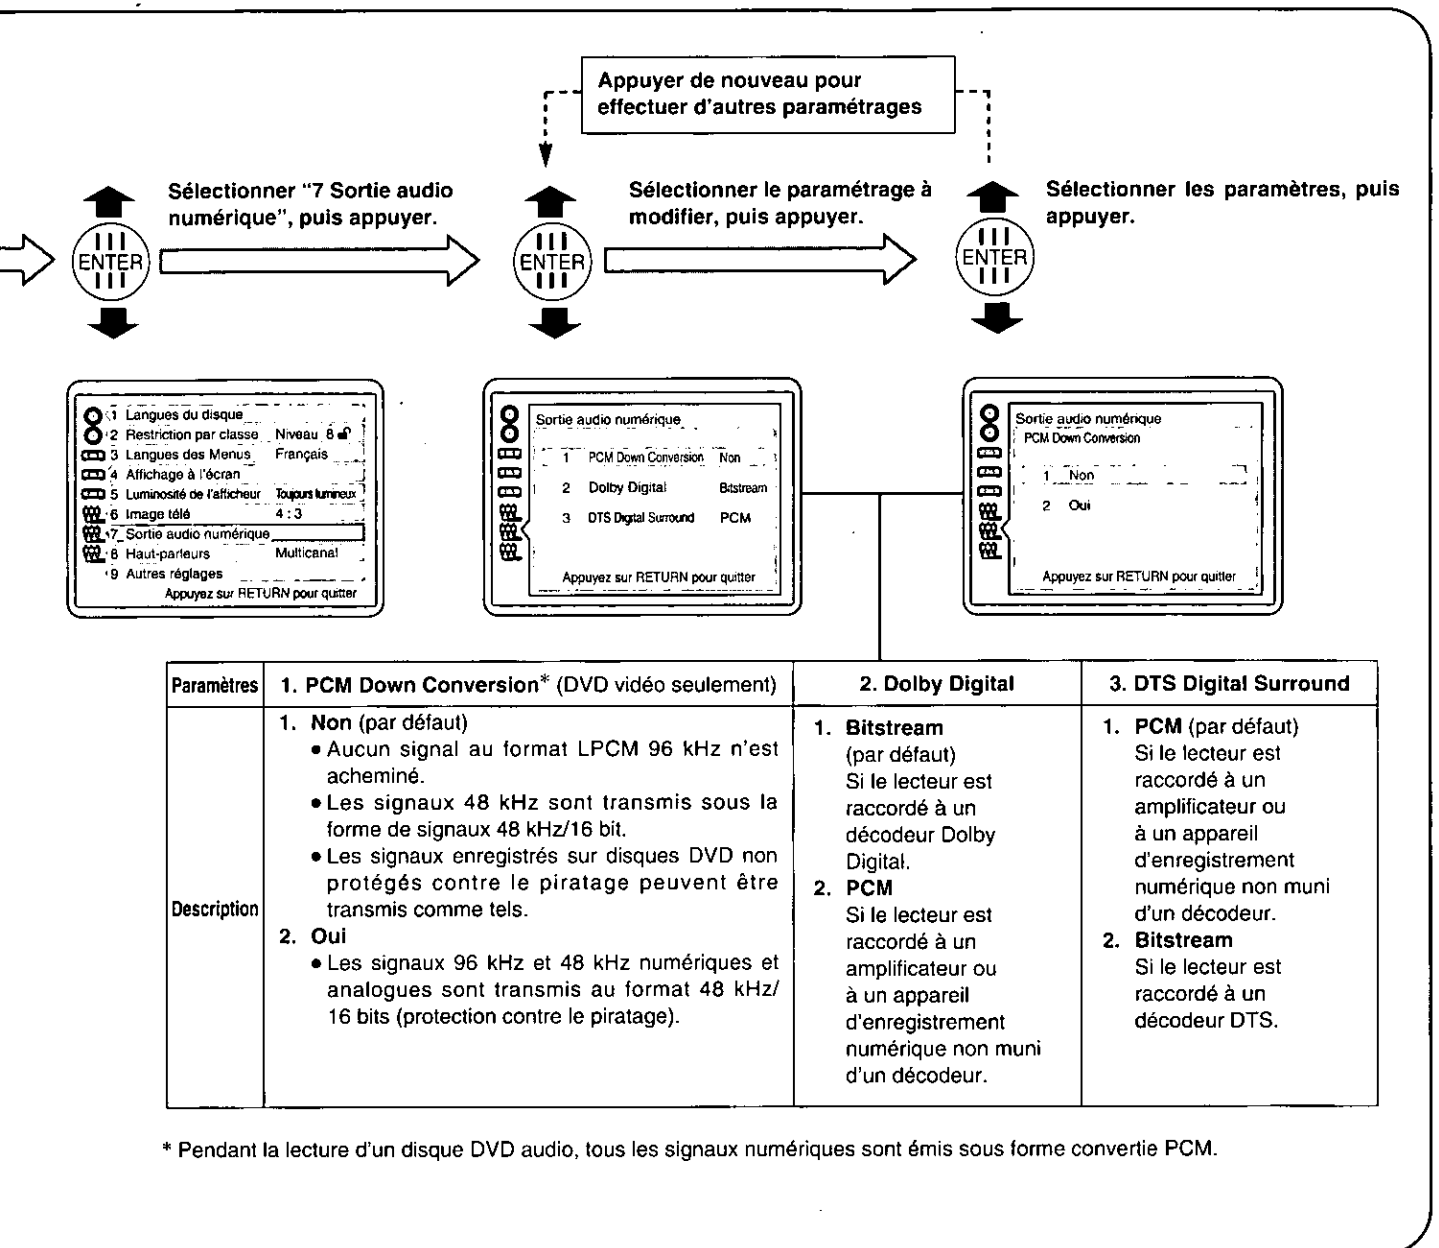 Appuyer de nouveau pour
effectuer d'autres paramétrages
Sélectionner “7 Sortie audio
numérique”, puis appuyer.
Sélectionner le paramétrage à
modifier, puis appuyer.
Sélectionner les paramètres, puis
appuyer.
ENTER
ENTER
ENTER
1 Langues du disque
2 Restriction par classe Niveau 8
3 Langues des Menus Français
4 Affichage à l'écran
5 Luminosité de l'afficheur Toujours lumineux
6 Image télé 4 : 3
7 Sortie audio numérique
8 Haut-parleurs Multicanal
9 Autres réglages
Appuyez sur RETURN pour quitter
Sortie audio numérique
1 PCM Down Conversion Non
2 Dolby Digital Bitstream
3 DTS Digital Surround PCM
Appuyez sur RETURN pour quitter
Sortie audio numérique
PCM Down Conversion
1 Non
2 Oui
Appuyez sur RETURN pour quitter
Paramètres
1. PCM Down Conversion* (DVD vidéo seulement)
2. Dolby Digital
3. DTS Digital Surround
Description
1. Non (par défaut)
● Aucun signal au format LPCM 96 kHz n'est
acheminé.
● Les signaux 48 kHz sont transmis sous la
forme de signaux 48 kHz/16 bit.
● Les signaux enregistrés sur disques DVD non
protégés contre le piratage peuvent être
transmis comme tels.
2. Oui
● Les signaux 96 kHz et 48 kHz numériques et
analogues sont transmis au format 48 kHz/
16 bits (protection contre le piratage).
1. Bitstream
(par défaut)
Si le lecteur est
raccordé à un
décodeur Dolby
Digital.
2. PCM
Si le lecteur est
raccordé à un
amplificateur ou
à un appareil
d'enregistrement
numérique non muni
d'un décodeur.
1. PCM (par défaut)
Si le lecteur est
raccordé à un
amplificateur ou
à un appareil
d'enregistrement
numérique non muni
d'un décodeur.
2. Bitstream
Si le lecteur est
raccordé à un
décodeur DTS.
* Pendant la lecture d'un disque DVD audio, tous les signaux numériques sont émis sous forme convertie PCM.